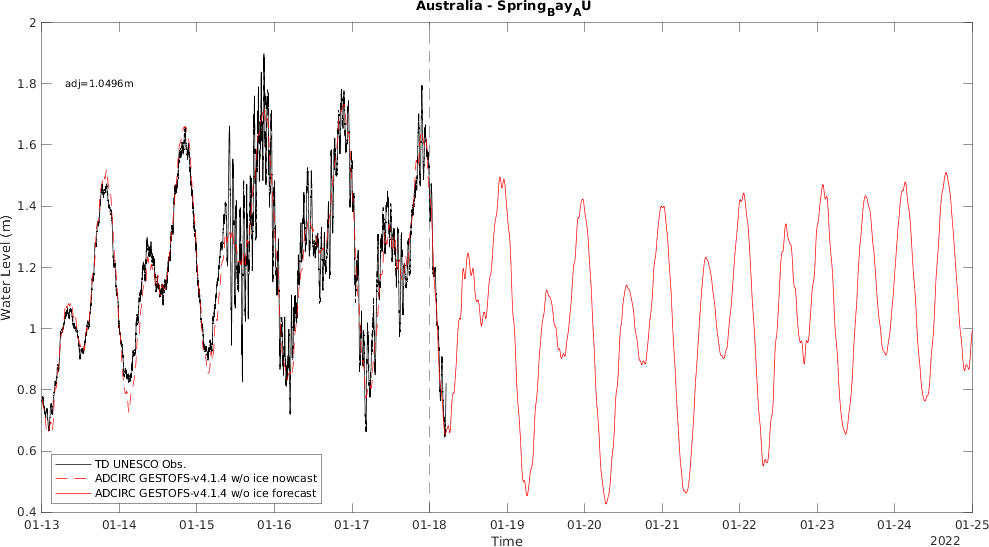 Australia - Spring_Bay_AU
2
1.8
1.6
1.4
1.2
1
0.8
0.6
0.4
Water Level (m)
adj=1.0496m
TD UNESCO Obs.
ADCIRC GESTOFS-v4.1.4 w/o ice nowcast
ADCIRC GESTOFS-v4.1.4 w/o ice forecast
01-13 01-14 01-15 01-16 01-17 01-18 01-19 01-20 01-21 01-22 01-23 01-24 01-25
Time
2022